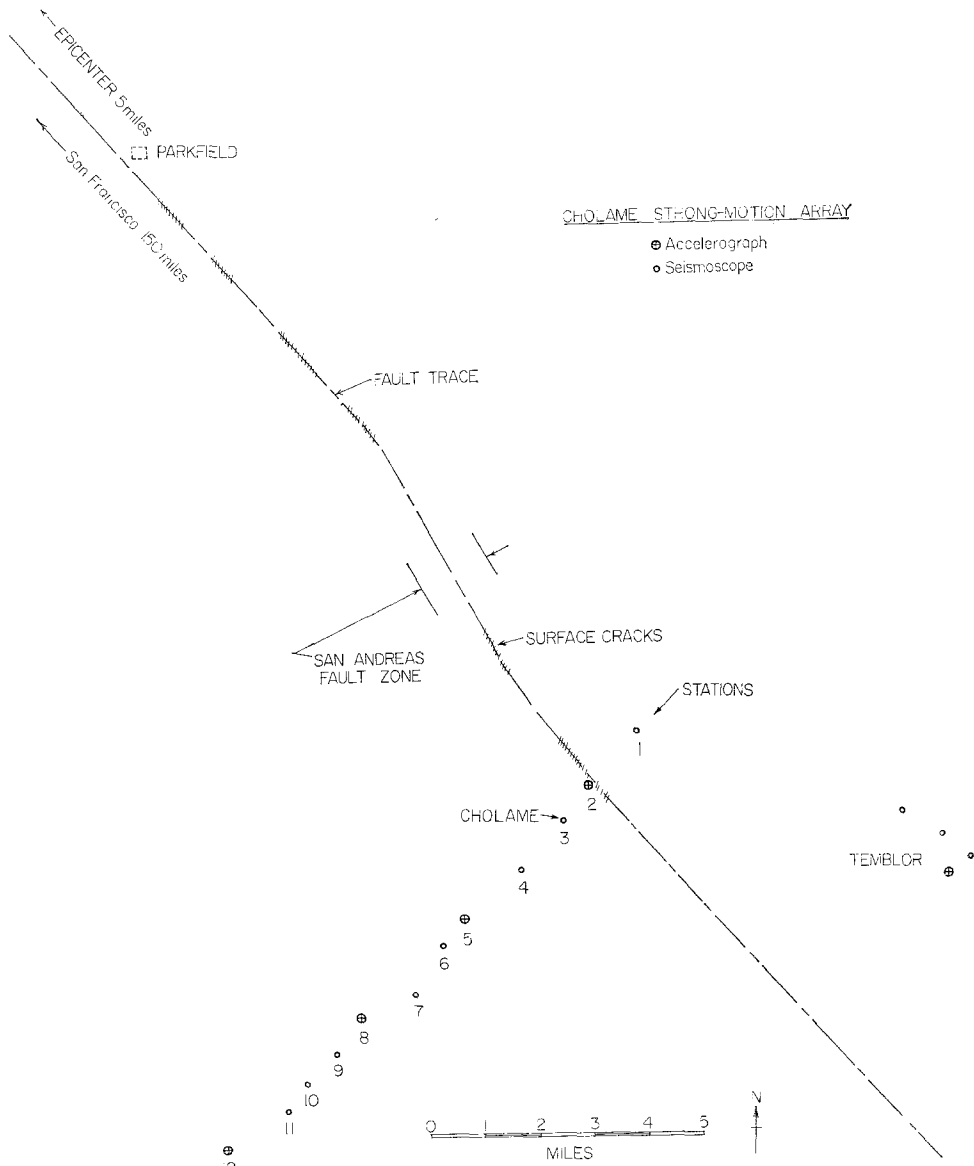 EPICENTER 5 miles
PARKFIELD
San Francisco 150 miles
CHOLAME STRONG-MOTION ARRAY
Accelerograph
Seismoscope
FAULT TRACE
SURFACE CRACKS
SAN ANDREAS
FAULT ZONE
STATIONS
1
2
CHOLAME
3
TEMBLOR
4
5
6
7
8
9
10
11
N
0 1 2 3 4 5
MILES